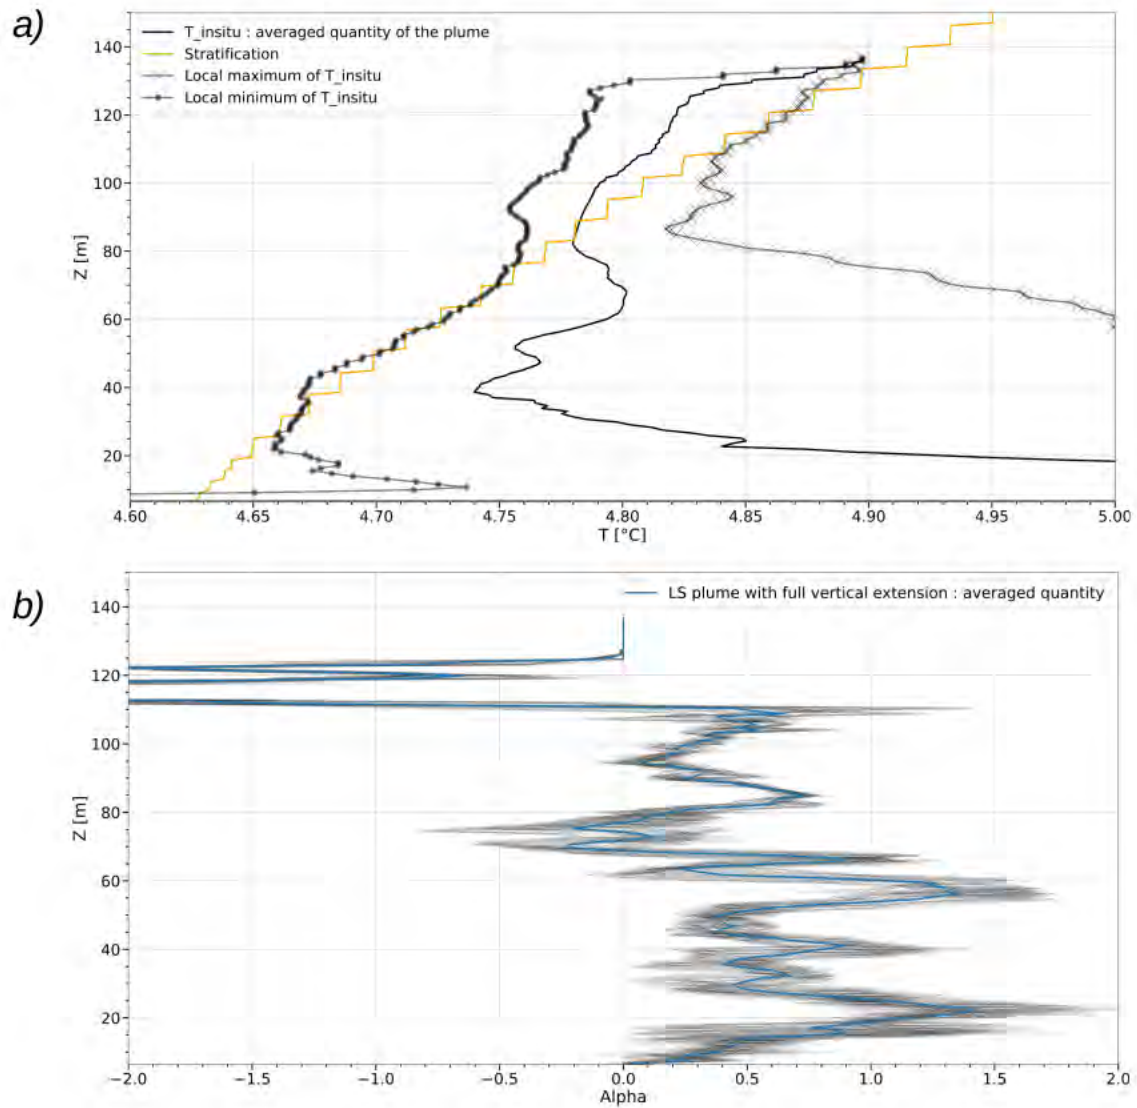 a)
T_insitu : averaged quantity of the plume
Stratification
Local maximum of T_insitu
Local minimum of T_insitu
140
120
100
80
60
40
20
Z [m]
4.60 4.65 4.70 4.75 4.80 4.85 4.90 4.95 5.00
T [°C]
b)
LS plume with full vertical extension : averaged quantity
140
120
100
80
60
40
20
Z [m]
−2.0 −1.5 −1.0 −0.5 0.0 0.5 1.0 1.5 2.0
Alpha